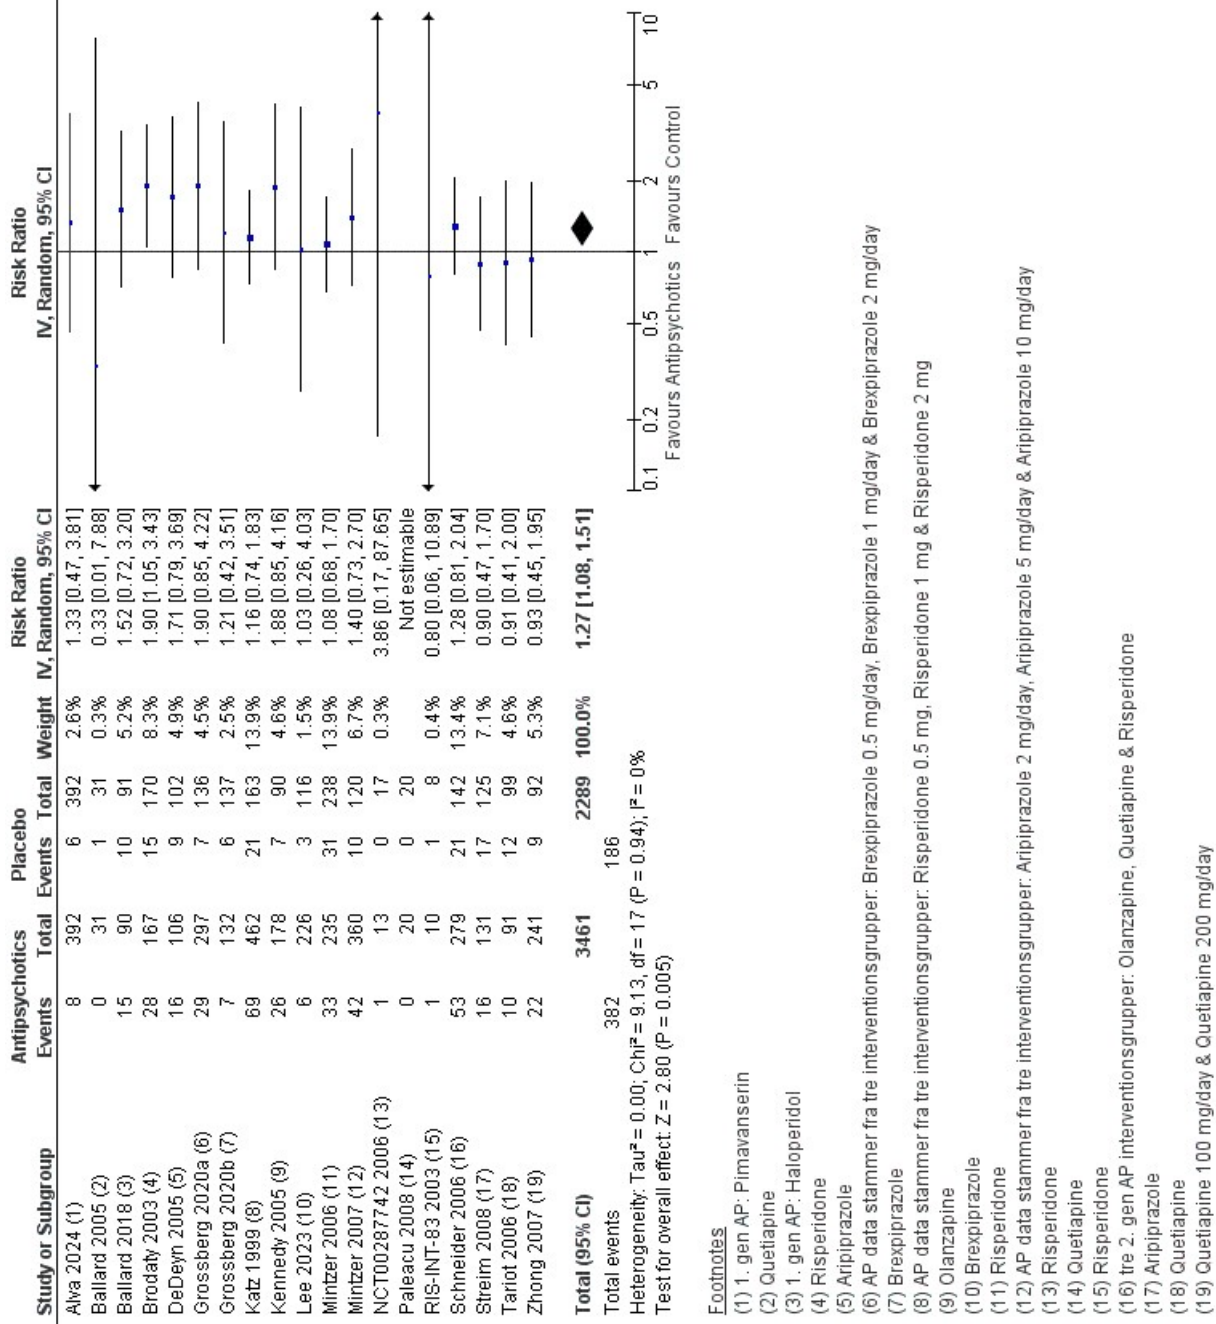 Antipsychotics Placebo Risk Ratio Risk Ratio
Study or Subgroup Events Total Events Total Weight IV, Random, 95% CI IV, Random, 95% CI
Alva 2024 (1) 8 392 6 392 2.6% 1.33 [0.47, 3.81]
Ballard 2005 (2) 0 31 1 31 0.3% 0.33 [0.01, 7.88]
Ballard 2018 (3) 15 90 10 91 5.2% 1.52 [0.72, 3.20]
Brodaty 2003 (4) 28 167 15 170 8.3% 1.90 [1.05, 3.43]
DeDeyn 2005 (5) 16 106 9 102 4.9% 1.71 [0.79, 3.69]
Grossberg 2020a (6) 29 297 7 136 4.5% 1.90 [0.85, 4.22]
Grossberg 2020b (7) 7 132 6 137 2.5% 1.21 [0.42, 3.51]
Katz 1999 (8) 69 462 21 163 13.9% 1.16 [0.74, 1.83]
Kennedy 2005 (9) 26 178 7 90 4.6% 1.88 [0.85, 4.16]
Lee 2023 (10) 6 226 3 116 1.5% 1.03 [0.26, 4.03]
Mintzer 2006 (11) 33 235 31 238 13.9% 1.08 [0.68, 1.70]
Mintzer 2007 (12) 42 360 10 120 6.7% 1.40 [0.73, 2.70]
NCT00287742 2006 (13) 1 13 0 17 0.3% 3.86 [0.17, 87.65]
Paleacu 2008 (14) 0 20 0 20 Not estimable
RIS-INT-83 2003 (15) 1 10 1 8 0.4% 0.80 [0.06, 10.89]
Schneider 2006 (16) 53 279 21 142 13.4% 1.28 [0.81, 2.04]
Streim 2008 (17) 16 131 17 125 7.1% 0.90 [0.47, 1.70]
Tariot 2006 (18) 10 91 12 99 4.6% 0.91 [0.41, 2.00]
Zhong 2007 (19) 22 241 9 92 5.3% 0.93 [0.45, 1.95]
Total (95% CI) 3461 2289 100.0% 1.27 [1.08, 1.51]
Total events 382 186
Heterogeneity: Tau² = 0.00; Chi² = 9.13, df = 17 (P = 0.94); I² = 0%
Test for overall effect: Z = 2.80 (P = 0.005)
0.1 0.2 0.5 1 2 5 10
Favours Antipsychotics Favours Control
Footnotes
(1) 1. gen AP: Pimavanserin
(2) Quetiapine
(3) 1. gen AP: Haloperidol
(4) Risperidone
(5) Aripiprazole
(6) AP data stammer fra tre interventionsgrupper: Brexpiprazole 0.5 mg/day, Brexpiprazole 1 mg/day & Brexpiprazole 2 mg/day
(7) Brexpiprazole
(8) AP data stammer fra tre interventionsgrupper: Risperidone 0.5 mg, Risperidone 1 mg & Risperidone 2 mg
(9) Olanzapine
(10) Brexpiprazole
(11) Risperidone
(12) AP data stammer fra tre interventionsgrupper: Aripiprazole 2 mg/day, Aripiprazole 5 mg/day & Aripiprazole 10 mg/day
(13) Risperidone
(14) Quetiapine
(15) Risperidone
(16) tre 2. gen AP interventionsgrupper: Olanzapine, Quetiapine & Risperidone
(17) Aripiprazole
(18) Quetiapine
(19) Quetiapine 100 mg/day & Quetiapine 200 mg/day